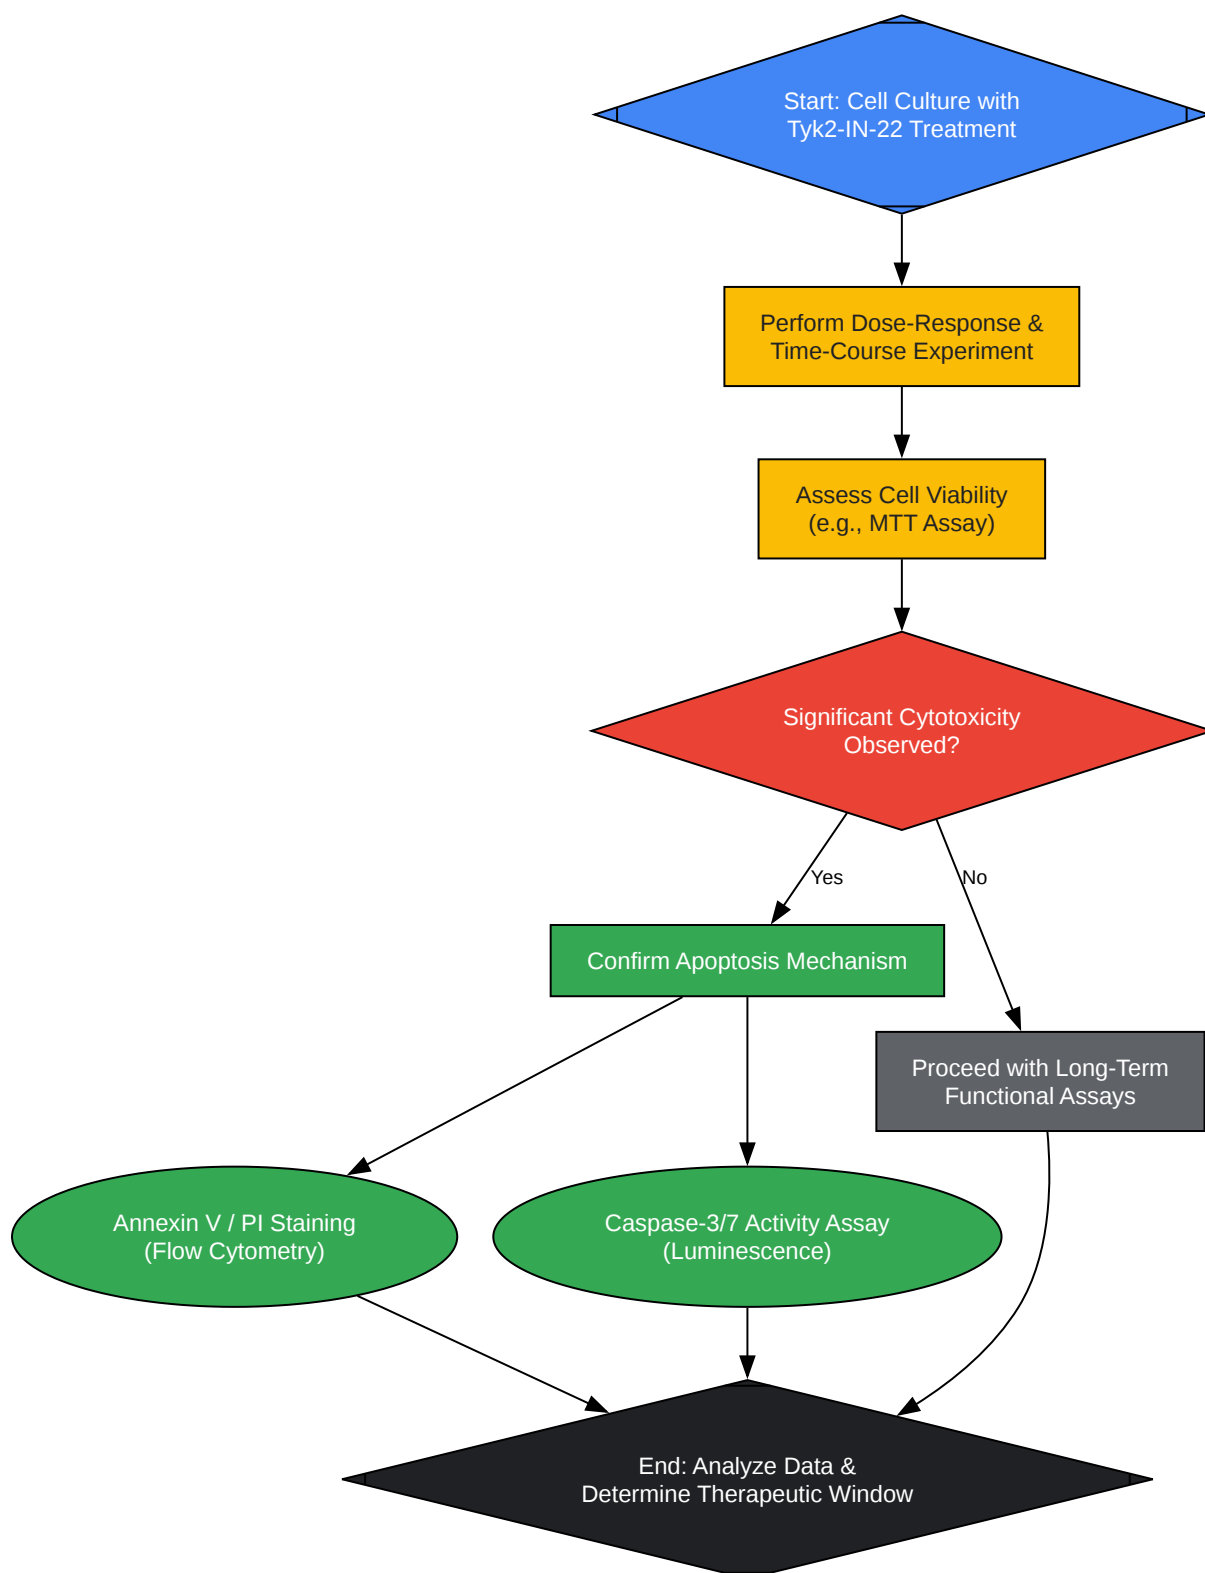 Start: Cell Culture with
Tyk2-IN-22 Treatment
Perform Dose-Response &
Time-Course Experiment
Assess Cell Viability
(e.g., MTT Assay)
Significant Cytotoxicity
Observed?
Yes
No
Confirm Apoptosis Mechanism
Proceed with Long-Term
Functional Assays
Annexin V / PI Staining
(Flow Cytometry)
Caspase-3/7 Activity Assay
(Luminescence)
End: Analyze Data &
Determine Therapeutic Window